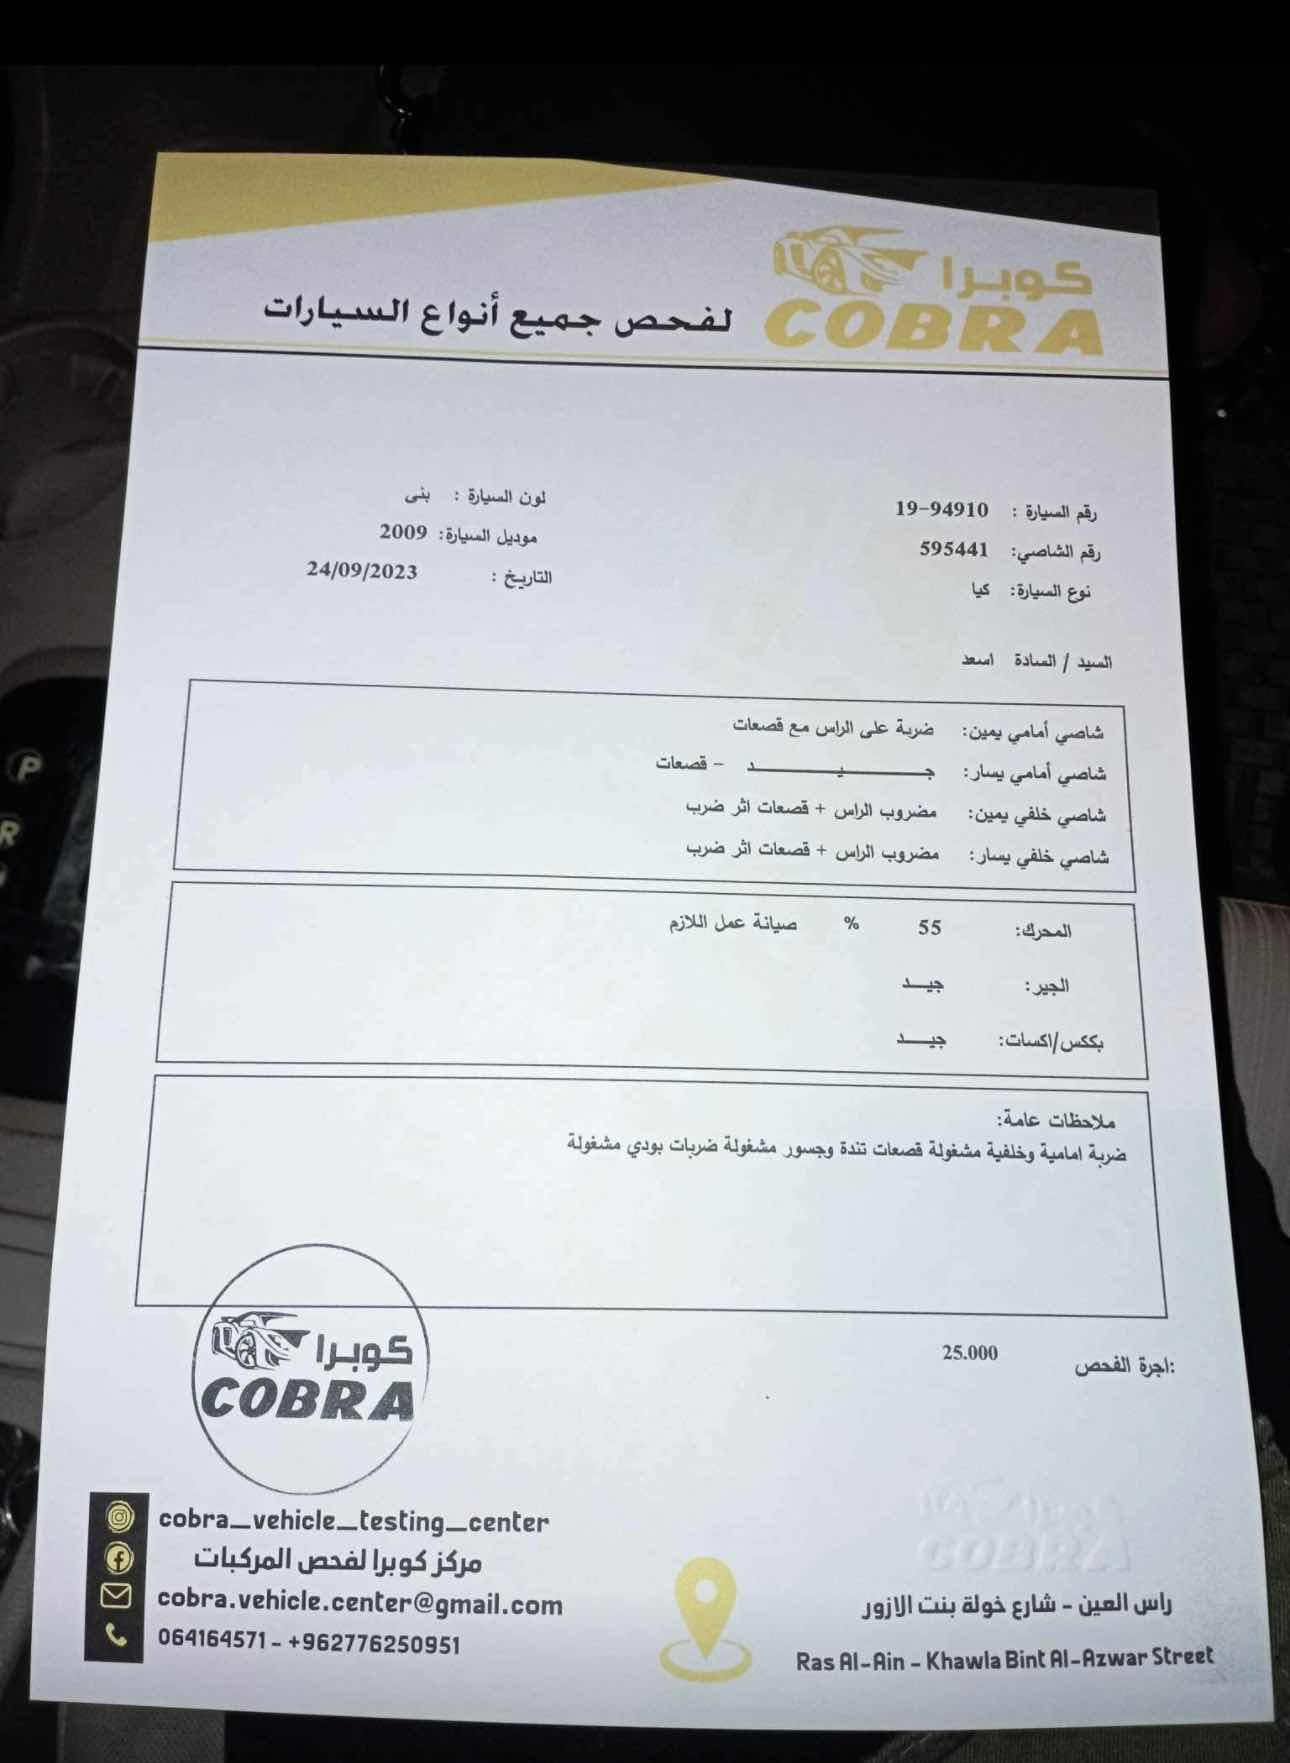 كوبرا
COBRA
لفحص جميع أنواع السيارات
رقم السيارة : 19-94910
لون السيارة : بنى
رقم الشاصي: 595441
موديل السيارة: 2009
نوع السيارة: كيا
التاريخ : 24/09/2023
السيد / السادة اسعد
شاصي أمامي يمين: ضربة على الراس مع قصعات
شاصي أمامي يسار: جـــــيـــــد - قصعات
شاصي خلفي يمين: مضروب الراس + قصعات اثر ضرب
شاصي خلفي يسار: مضروب الراس + قصعات اثر ضرب
المحرك: 55 % صيانة عمل اللازم
الجير: جيـــد
بككس/اكسات: جيـــد
ملاحظات عامة:
ضربة امامية وخلفية مشغولة قصعات تندة وجسور مشغولة ضربات بودي مشغولة
كوبرا
COBRA
اجرة الفحص: 25.000
cobra_vehicle_testing_center
مركز كوبرا لفحص المركبات
cobra.vehicle.center@gmail.com
064164571 - +962776250951
COBRA
راس العين - شارع خولة بنت الازور
Ras Al-Ain - Khawla Bint Al-Azwar Street
P
R